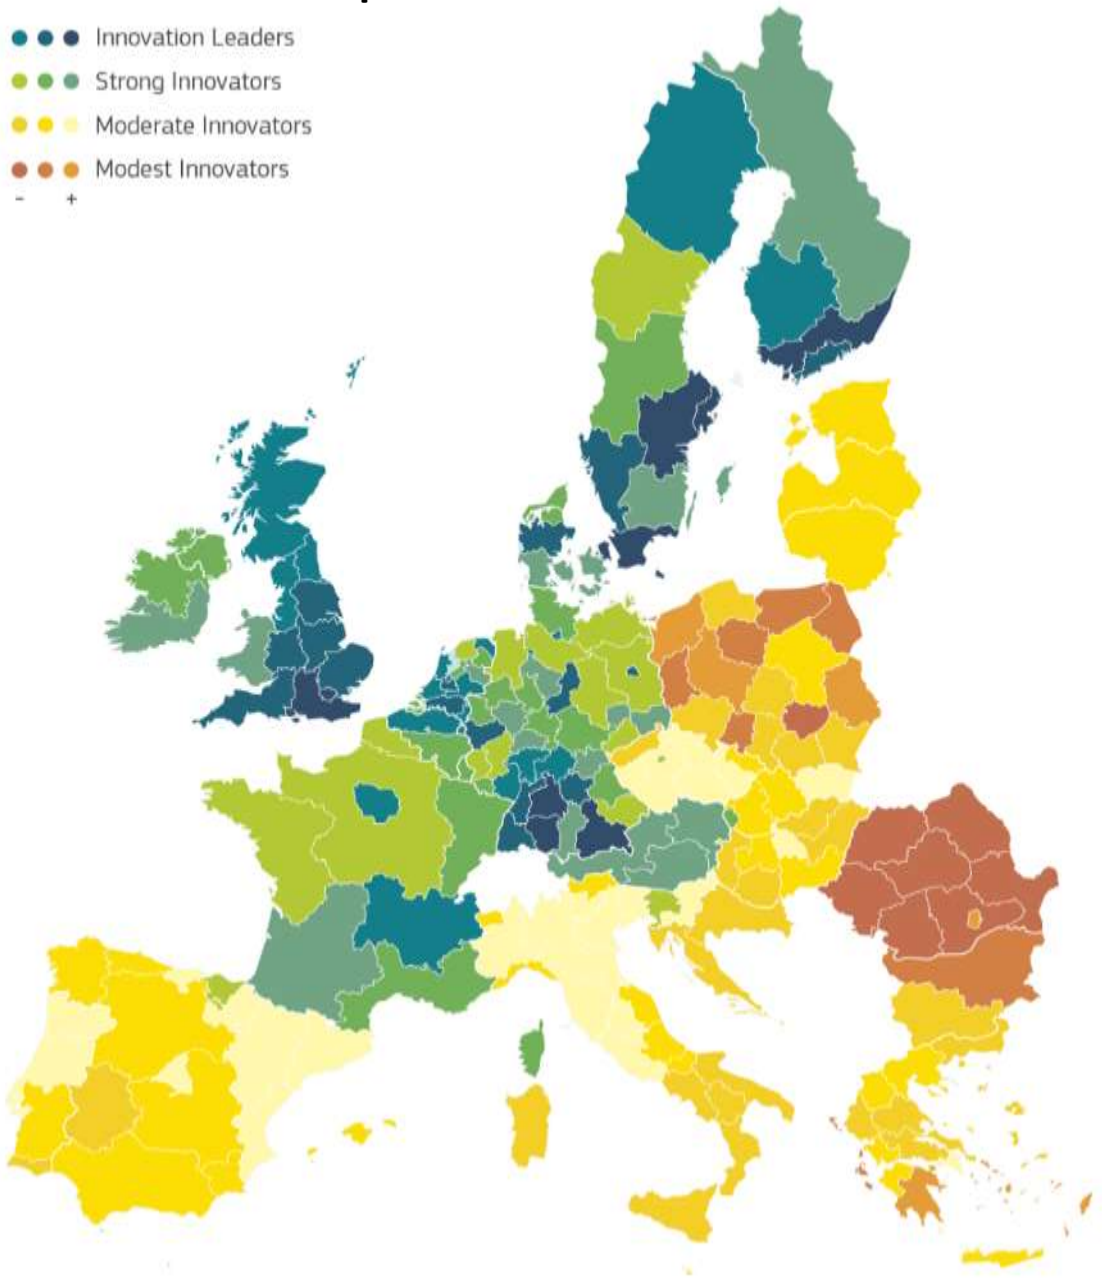 Innovation Leaders
Strong Innovators
Moderate Innovators
Modest Innovators
- +